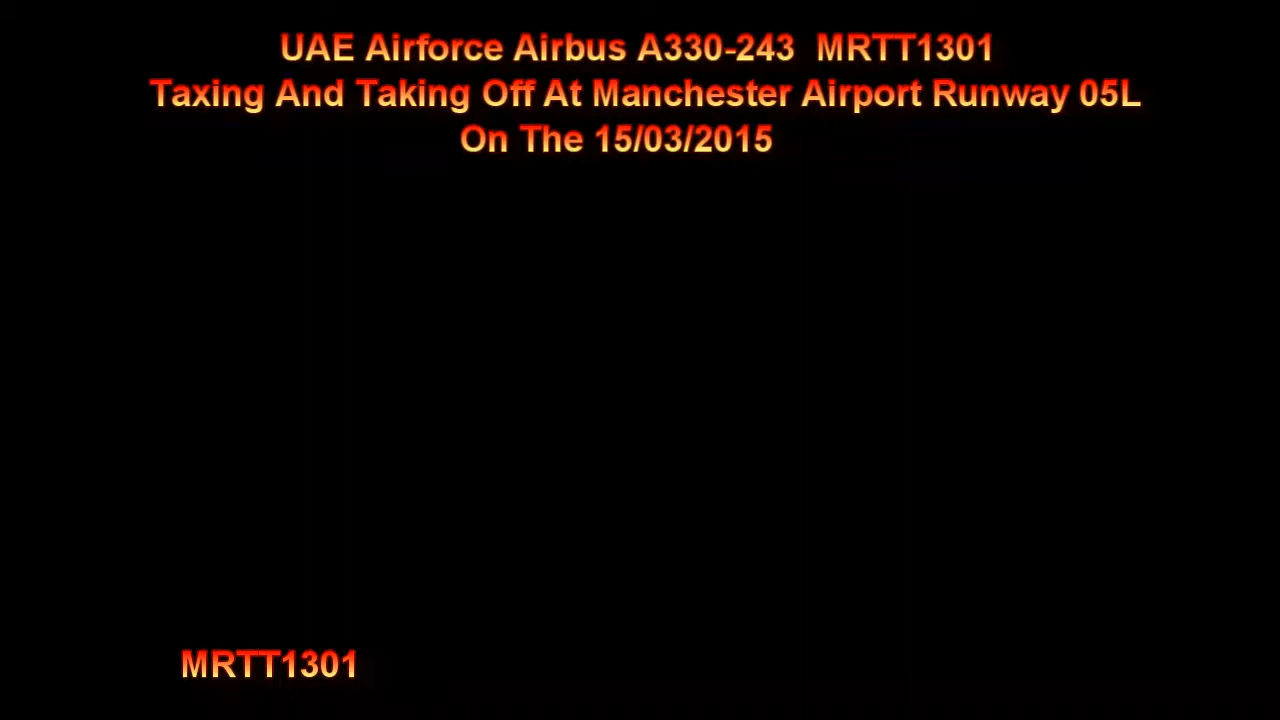 UAE Airforce Airbus A330-243  MRTT1301
Taxing And Taking Off At Manchester Airport Runway 05L
On The 15/03/2015
MRTT1301